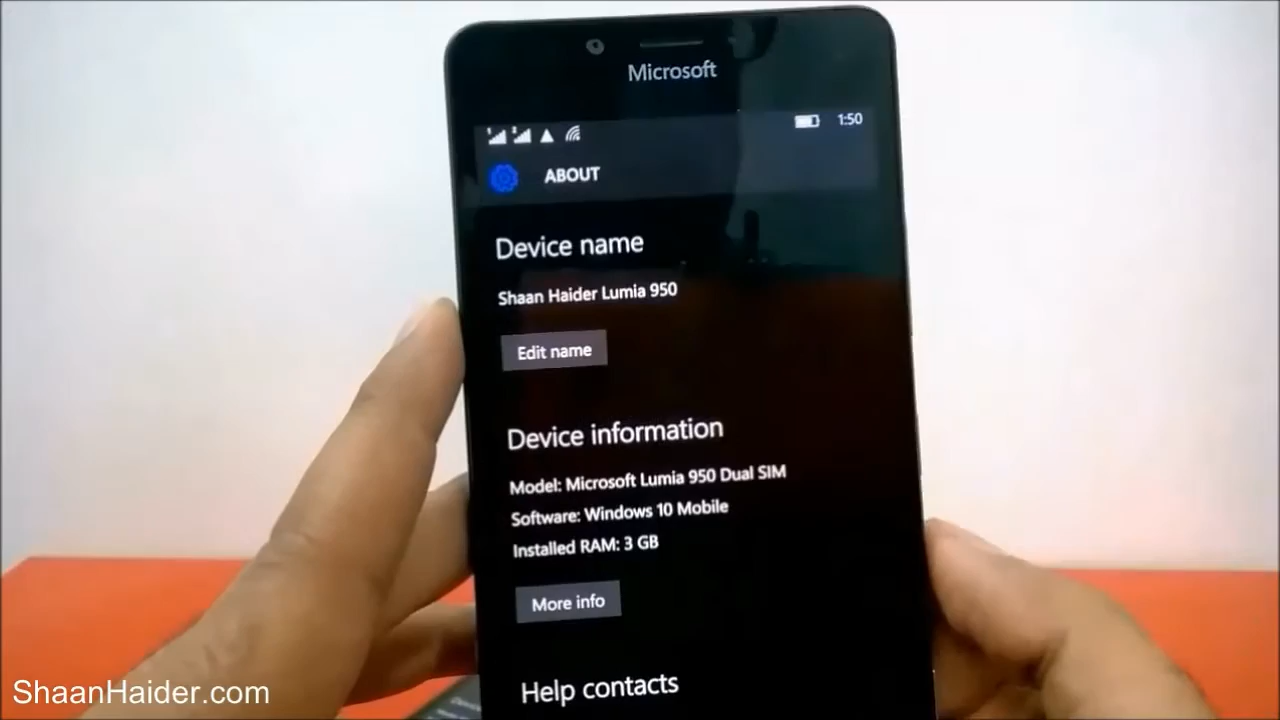 Microsoft
1:50
ABOUT
Device name
Shaan Haider Lumia 950
Edit name
Device information
Model: Microsoft Lumia 950 Dual SIM
Software: Windows 10 Mobile
Installed RAM: 3 GB
More info
Help contacts
ShaanHaider.com